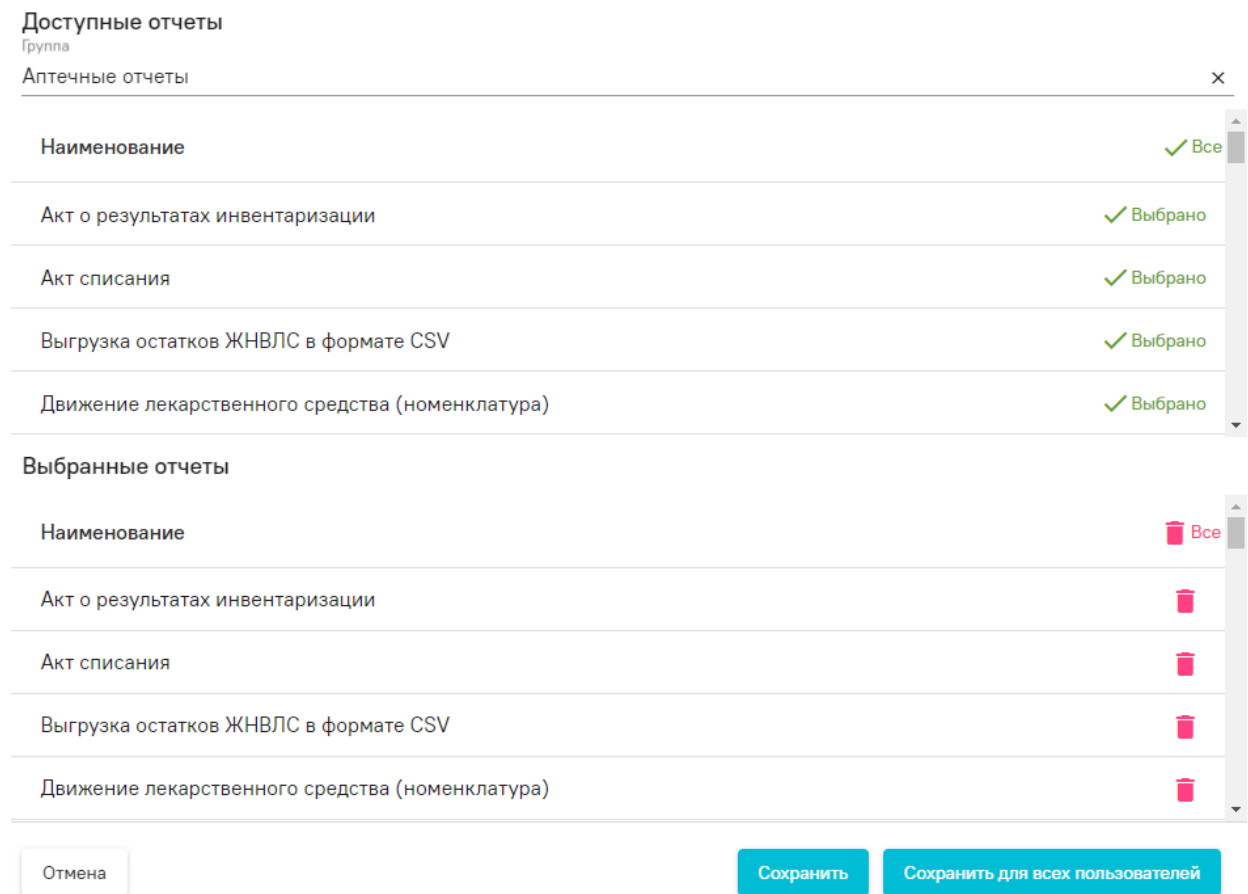 Доступные отчеты
Группа
Аптечные отчеты
Наименование Все
Акт о результатах инвентаризации Выбрано
Акт списания Выбрано
Выгрузка остатков ЖНВЛС в формате CSV Выбрано
Движение лекарственного средства (номенклатура) Выбрано
Выбранные отчеты
Наименование Все
Акт о результатах инвентаризации
Акт списания
Выгрузка остатков ЖНВЛС в формате CSV
Движение лекарственного средства (номенклатура)
Отмена Сохранить Сохранить для всех пользователей